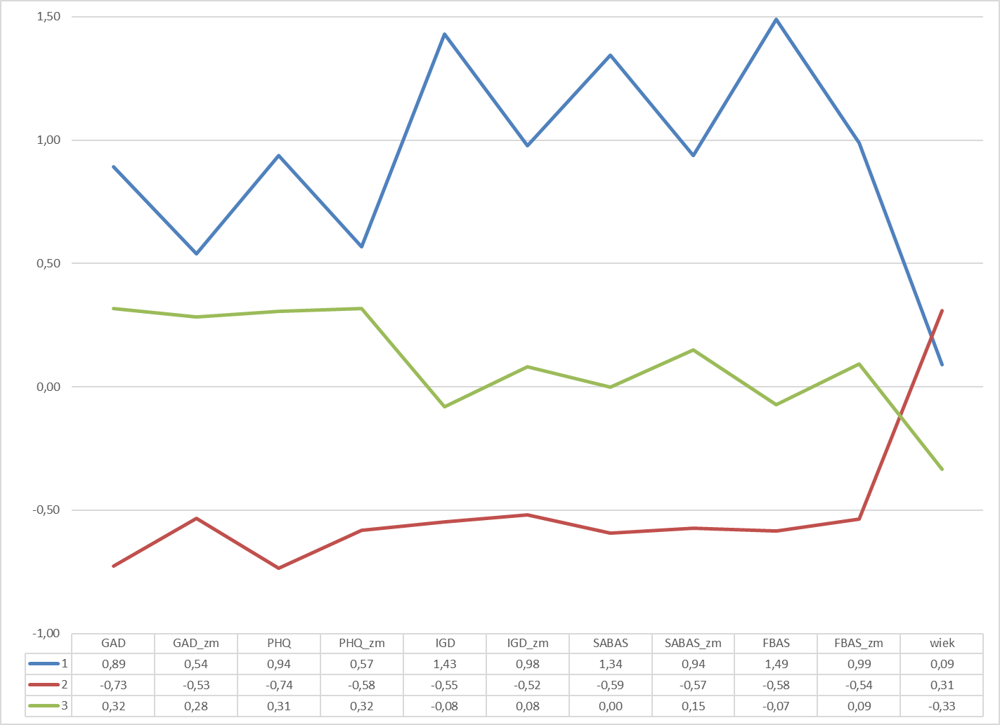 1,50
1,00
0,50
0,00
-0,50
-1,00
GAD GAD_zm PHQ PHQ_zm IGD IGD_zm SABAS SABAS_zm FBAS FBAS_zm wiek
1 0,89 0,54 0,94 0,57 1,43 0,98 1,34 0,94 1,49 0,99 0,09
2 -0,73 -0,53 -0,74 -0,58 -0,55 -0,52 -0,59 -0,57 -0,58 -0,54 0,31
3 0,32 0,28 0,31 0,32 -0,08 0,08 0,00 0,15 -0,07 0,09 -0,33